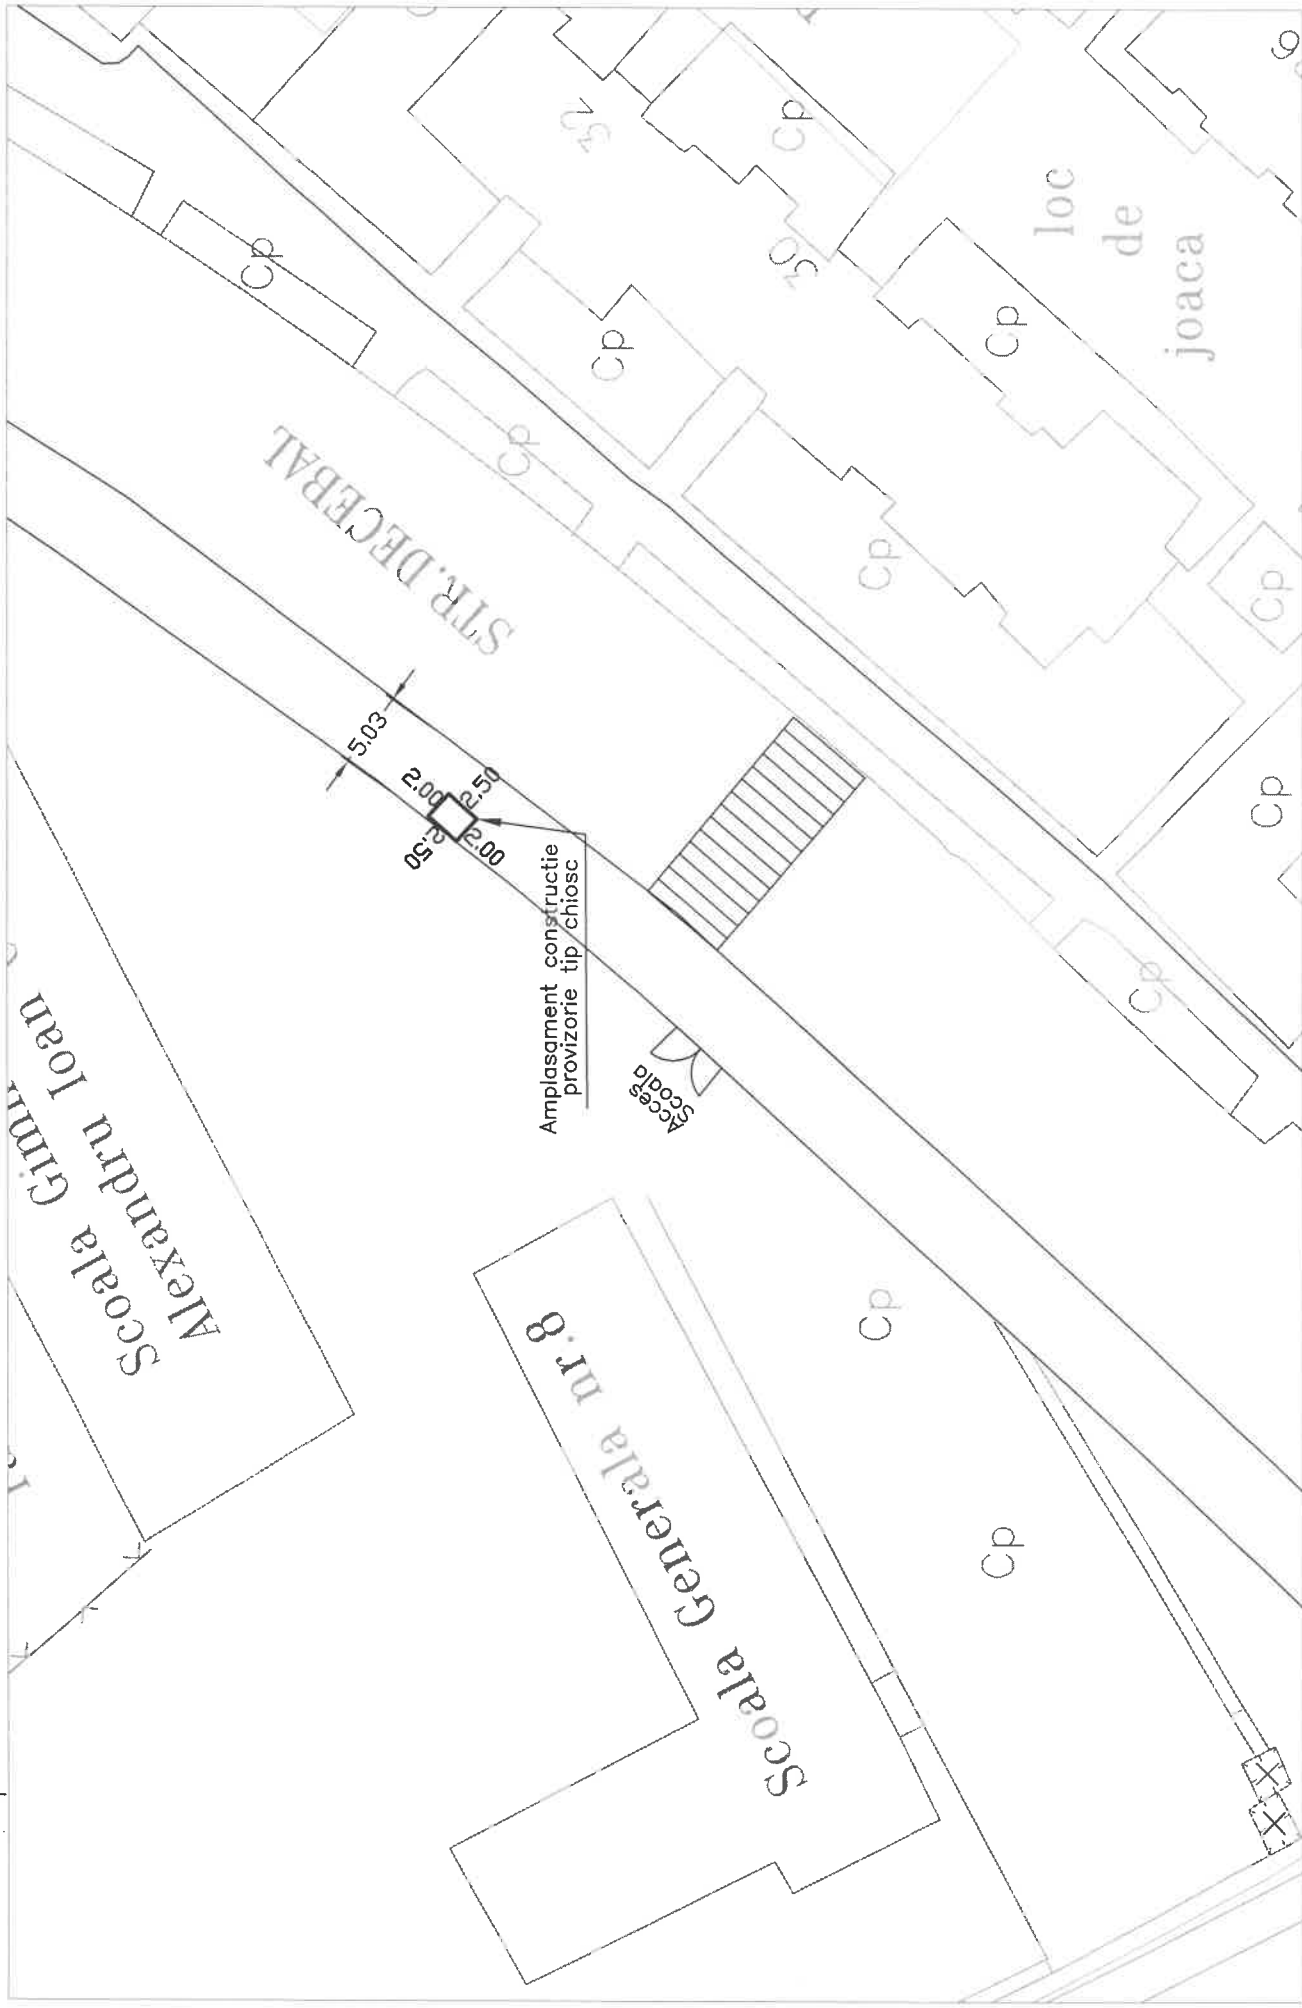 Scoala
Alexandru Ioan
Scoala Generala nr.8
STR.DECEBAL
5.03
2.00
2.50
2.00
2.50
Amplasament constructie
provizorie tip chiosc
Acces
Scoala
Cp
Cp
Cp
Cp
Cp
Cp
Cp
Cp
Cp
Cp
Cp
32
30
loc
de
joaca